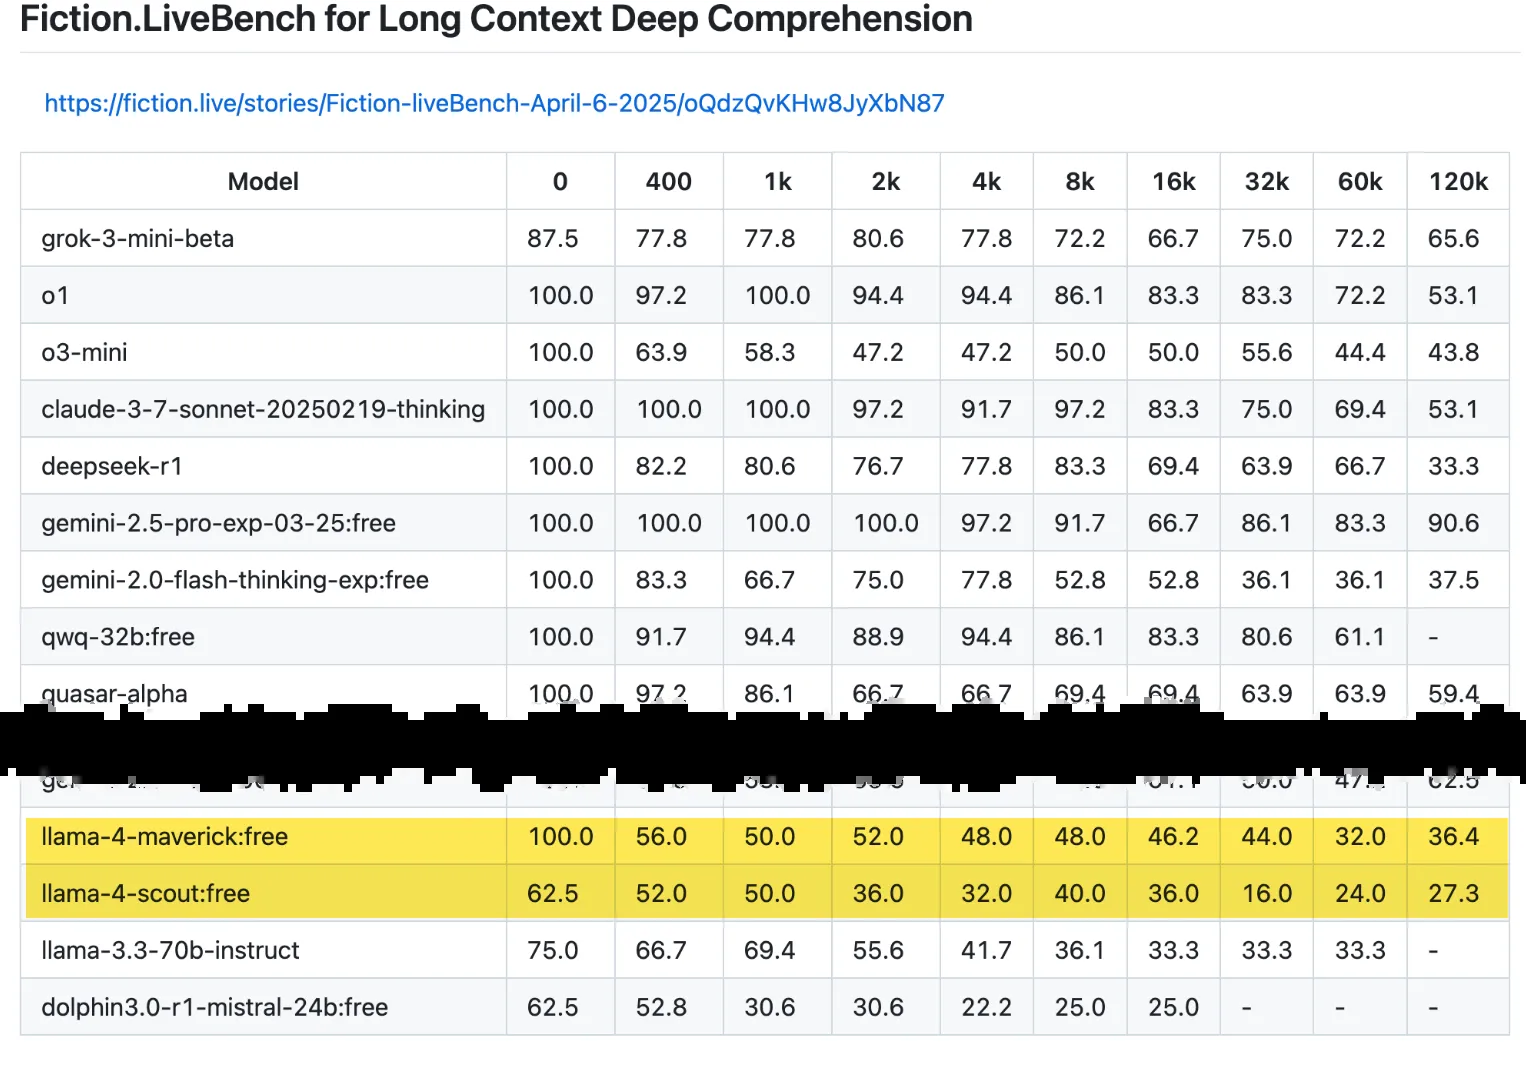 Fiction.LiveBench for Long Context Deep Comprehension
https://fiction.live/stories/Fiction-liveBench-April-6-2025/oQdzQvKHw8JyXbN87
Model 0 400 1k 2k 4k 8k 16k 32k 60k 120k
grok-3-mini-beta 87.5 77.8 77.8 80.6 77.8 72.2 66.7 75.0 72.2 65.6
o1 100.0 97.2 100.0 94.4 94.4 86.1 83.3 83.3 72.2 53.1
o3-mini 100.0 63.9 58.3 47.2 47.2 50.0 50.0 55.6 44.4 43.8
claude-3-7-sonnet-20250219-thinking 100.0 100.0 100.0 97.2 91.7 97.2 83.3 75.0 69.4 53.1
deepseek-r1 100.0 82.2 80.6 76.7 77.8 83.3 69.4 63.9 66.7 33.3
gemini-2.5-pro-exp-03-25:free 100.0 100.0 100.0 100.0 97.2 91.7 66.7 86.1 83.3 90.6
gemini-2.0-flash-thinking-exp:free 100.0 83.3 66.7 75.0 77.8 52.8 52.8 36.1 36.1 37.5
qwq-32b:free 100.0 91.7 94.4 88.9 94.4 86.1 83.3 80.6 61.1 -
quasar-alpha 100.0 97.2 86.1 66.7 66.7 69.4 69.4 63.9 63.9 59.4
llama-4-maverick:free 100.0 56.0 50.0 52.0 48.0 48.0 46.2 44.0 32.0 36.4
llama-4-scout:free 62.5 52.0 50.0 36.0 32.0 40.0 36.0 16.0 24.0 27.3
llama-3.3-70b-instruct 75.0 66.7 69.4 55.6 41.7 36.1 33.3 33.3 33.3 -
dolphin3.0-r1-mistral-24b:free 62.5 52.8 30.6 30.6 22.2 25.0 25.0 - - -